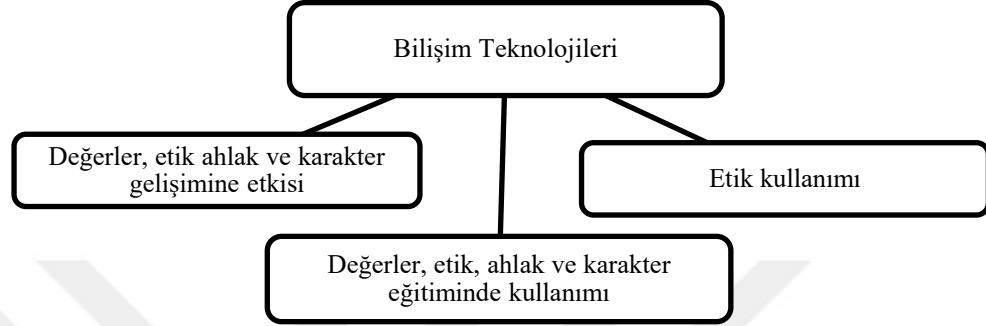 Bilişim Teknolojileri
Değerler, etik ahlak ve karakter
gelişimine etkisi
Etik kullanımı
Değerler, etik, ahlak ve karakter
eğitiminde kullanımı